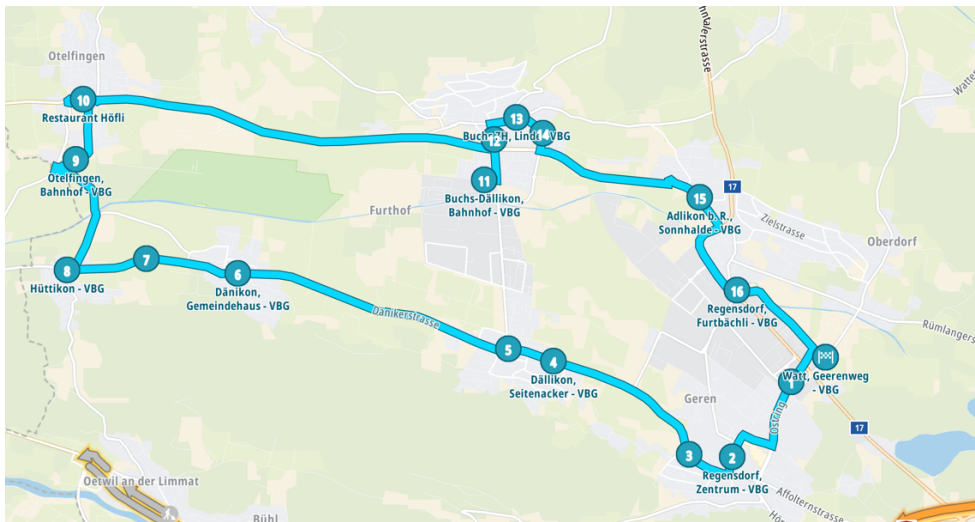 Otelfingen
10
Restaurant Höfli
9
Otelfingen,
Bahnhof - VBG
8
Hüttikon - VBG
7
6
Dänikon,
Gemeindehaus - VBG
Dänikerstrasse
5
4
Dällikon,
Seitenacker - VBG
3
2
Regensdorf,
Zentrum - VBG
1
Watt, Geerenweg
- VBG
Ostring
Geren
16
Regensdorf,
Furtbächli - VBG
15
Adlikon b. R.,
Sonnhalde - VBG
14
13
12
11
Buchs-Dällikon,
Bahnhof - VBG
Furthof
17
17
Zielstrasse
Oberdorf
Affolternstrasse
Oetwil an der Limmat
Bühl